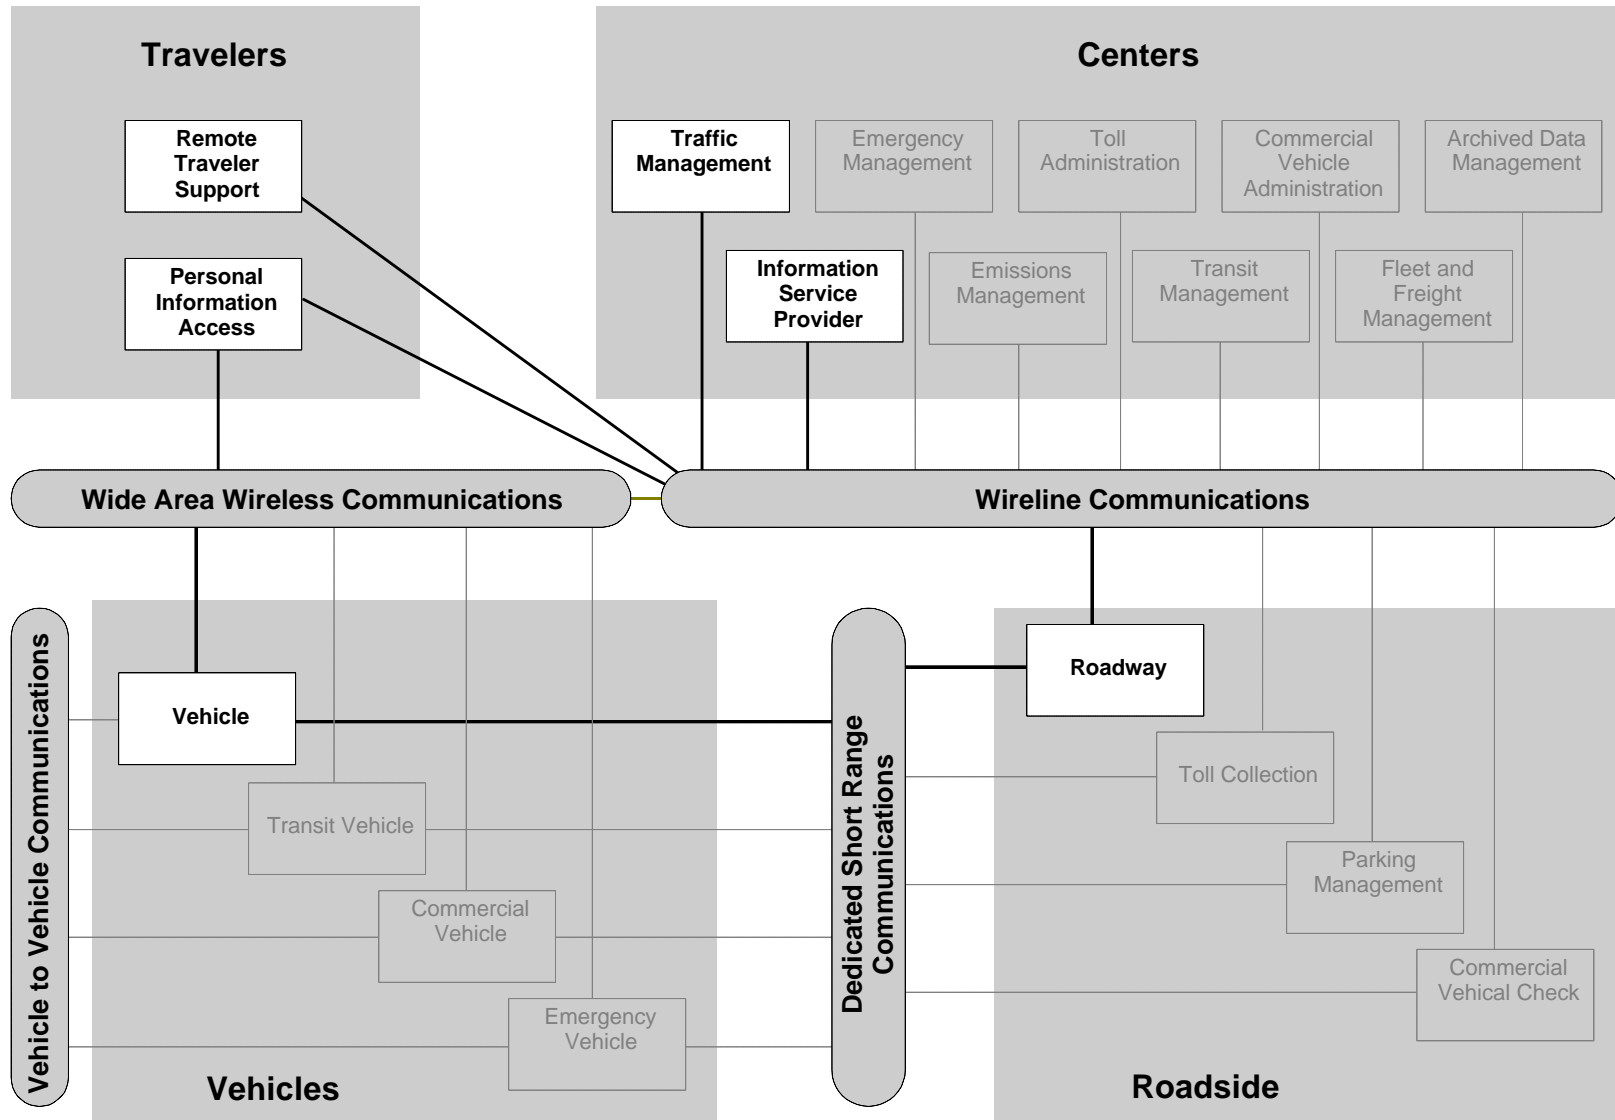 Travelers
Centers
Remote
Traveler
Support
Traffic
Management
Emergency
Management
Toll
Administration
Commercial
Vehicle
Administration
Archived Data
Management
Personal
Information
Access
Information
Service
Provider
Emissions
Management
Transit
Management
Fleet and
Freight
Management
Wide Area Wireless Communications
Wireline Communications
Vehicle to Vehicle Communications
Vehicle
Transit Vehicle
Commercial
Vehicle
Emergency
Vehicle
Vehicles
Dedicated Short Range
Communications
Roadway
Toll Collection
Parking
Management
Commercial
Vehical Check
Roadside